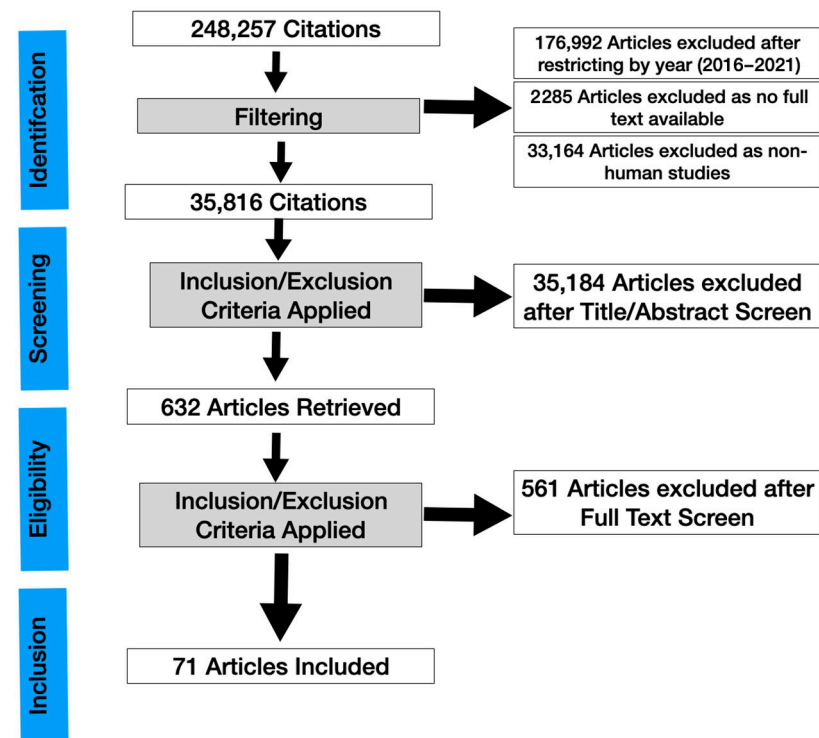 Identifcation
248,257 Citations
Filtering
176,992 Articles excluded after
restricting by year (2016–2021)
2285 Articles excluded as no full
text available
33,164 Articles excluded as non-
human studies
35,816 Citations
Screening
Inclusion/Exclusion
Criteria Applied
35,184 Articles excluded
after Title/Abstract Screen
632 Articles Retrieved
Eligibility
Inclusion/Exclusion
Criteria Applied
561 Articles excluded after
Full Text Screen
Inclusion
71 Articles Included